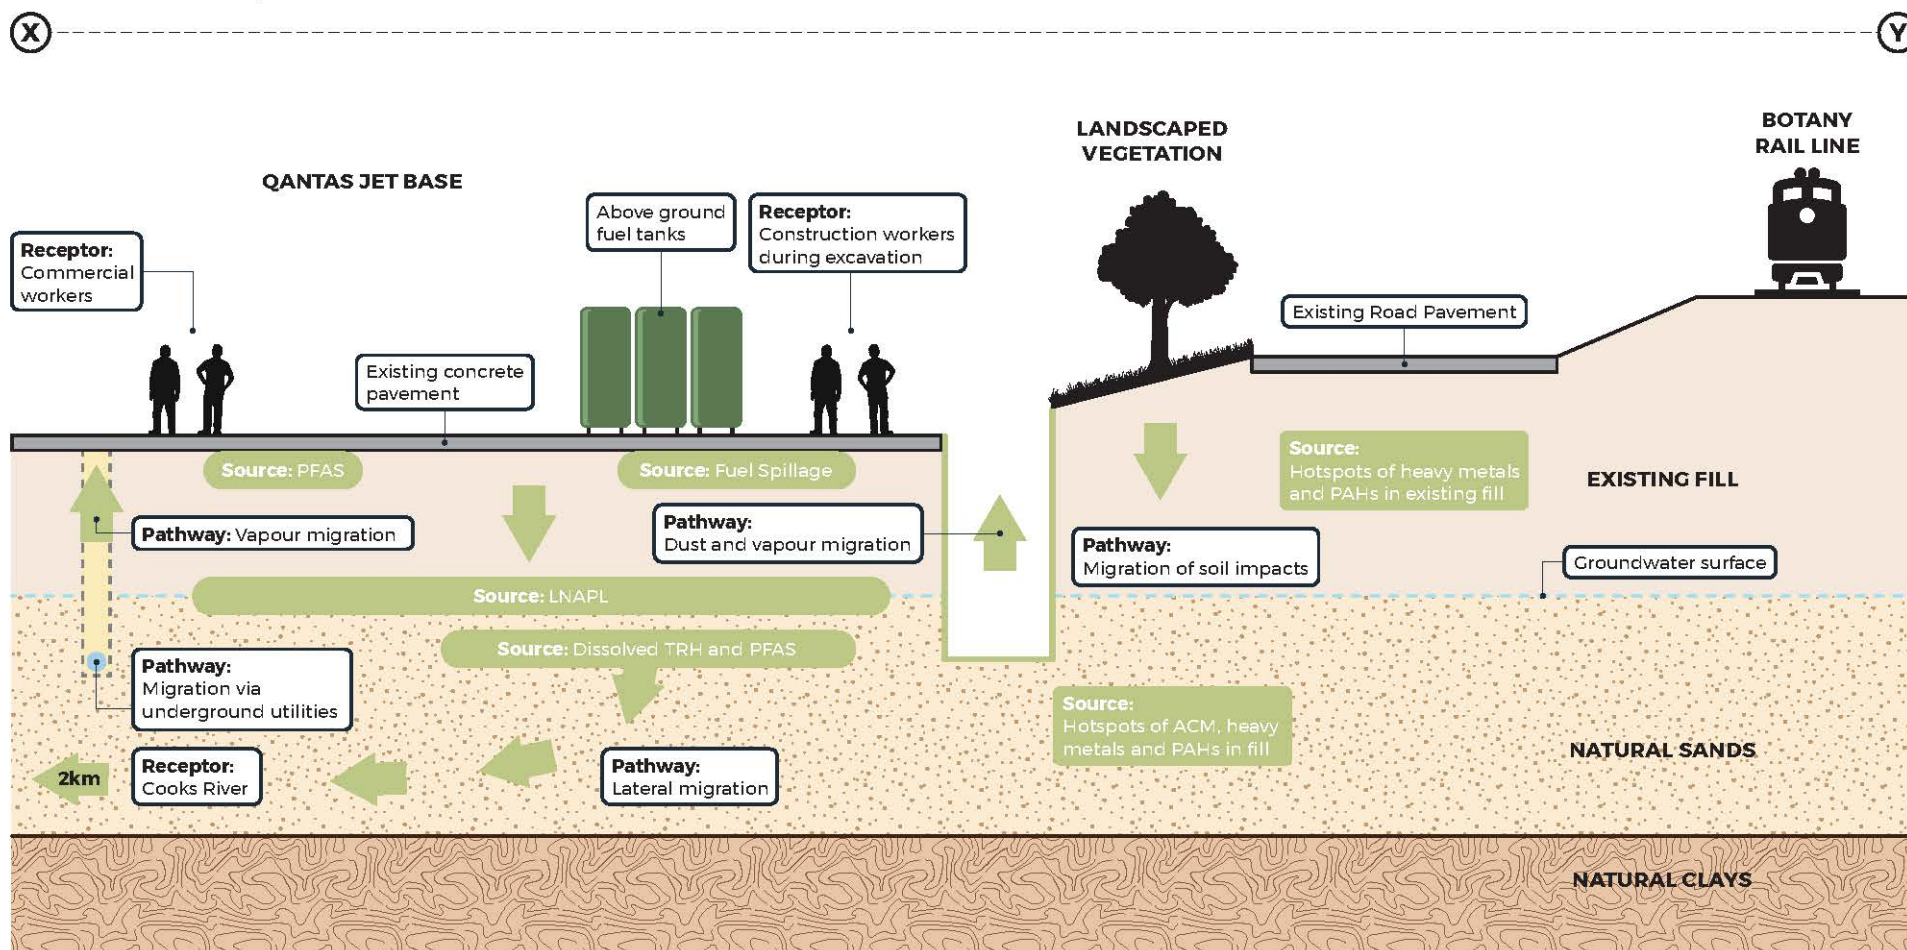 X
Y
QANTAS JET BASE
LANDSCAPED
VEGETATION
BOTANY
RAIL LINE
Receptor:
Commercial
workers
Above ground
fuel tanks
Receptor:
Construction workers
during excavation
Existing concrete
pavement
Existing Road Pavement
Source: PFAS
Source: Fuel Spillage
Source:
Hotspots of heavy metals
and PAHs in existing fill
EXISTING FILL
Pathway: Vapour migration
Pathway:
Dust and vapour migration
Pathway:
Migration of soil impacts
Groundwater surface
Source: LNAPL
Source: Dissolved TRH and PFAS
Pathway:
Migration via
underground utilities
Source:
Hotspots of ACM, heavy
metals and PAHs in fill
NATURAL SANDS
2km
Receptor:
Cooks River
Pathway:
Lateral migration
NATURAL CLAYS